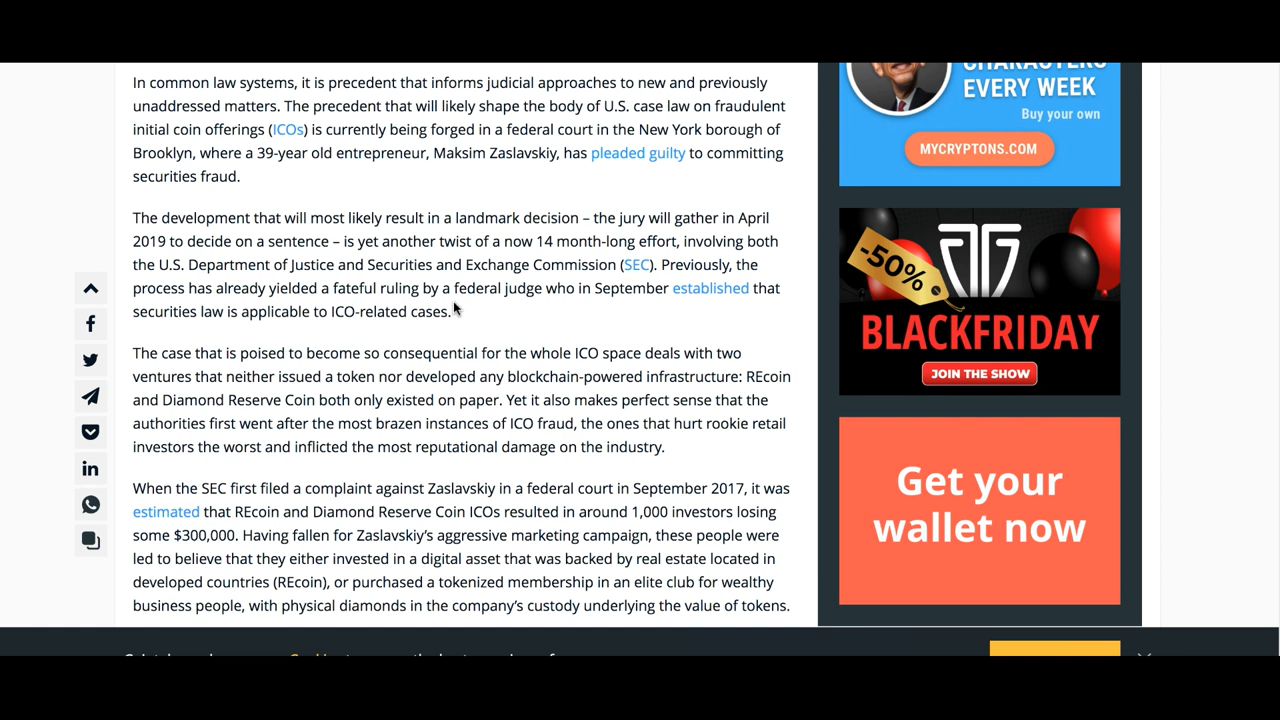 In common law systems, it is precedent that informs judicial approaches to new and previously
unaddressed matters. The precedent that will likely shape the body of U.S. case law on fraudulent
initial coin offerings (ICOs) is currently being forged in a federal court in the New York borough of
Brooklyn, where a 39-year old entrepreneur, Maksim Zaslavskiy, has pleaded guilty to committing
securities fraud.
The development that will most likely result in a landmark decision – the jury will gather in April
2019 to decide on a sentence – is yet another twist of a now 14 month-long effort, involving both
the U.S. Department of Justice and Securities and Exchange Commission (SEC). Previously, the
process has already yielded a fateful ruling by a federal judge who in September established that
securities law is applicable to ICO-related cases.
The case that is poised to become so consequential for the whole ICO space deals with two
ventures that neither issued a token nor developed any blockchain-powered infrastructure: REcoin
and Diamond Reserve Coin both only existed on paper. Yet it also makes perfect sense that the
authorities first went after the most brazen instances of ICO fraud, the ones that hurt rookie retail
investors the worst and inflicted the most reputational damage on the industry.
When the SEC first filed a complaint against Zaslavskiy in a federal court in September 2017, it was
estimated that REcoin and Diamond Reserve Coin ICOs resulted in around 1,000 investors losing
some $300,000. Having fallen for Zaslavskiy's aggressive marketing campaign, these people were
led to believe that they either invested in a digital asset that was backed by real estate located in
developed countries (REcoin), or purchased a tokenized membership in an elite club for wealthy
business people, with physical diamonds in the company's custody underlying the value of tokens.
CHARACTERS
EVERY WEEK
Buy your own
MYCRYPTONS.COM
-50%
BLACKFRIDAY
JOIN THE SHOW
Get your
wallet now